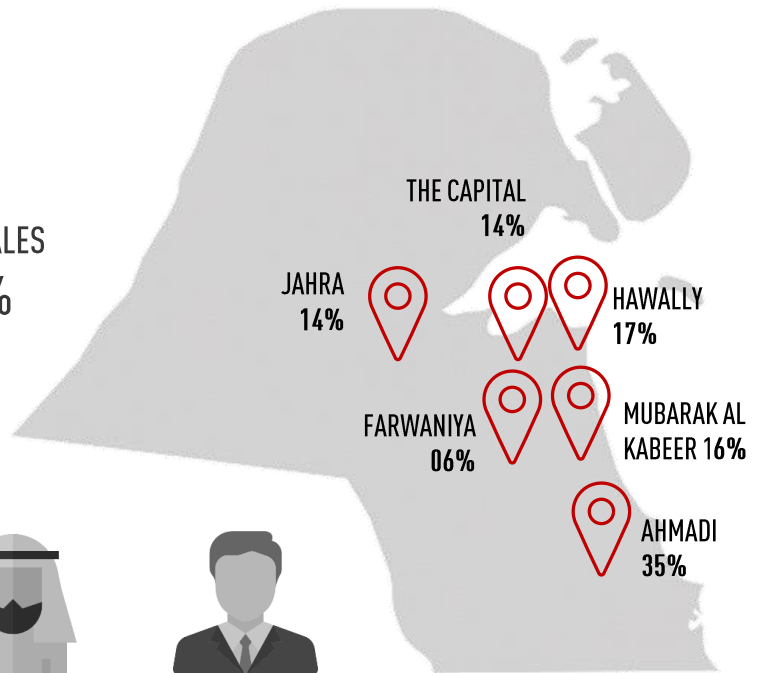 THE CAPITAL
14%
JAHRA
14%
HAWALLY
17%
FARWANIYA
06%
MUBARAK AL
KABEER 16%
AHMADI
35%